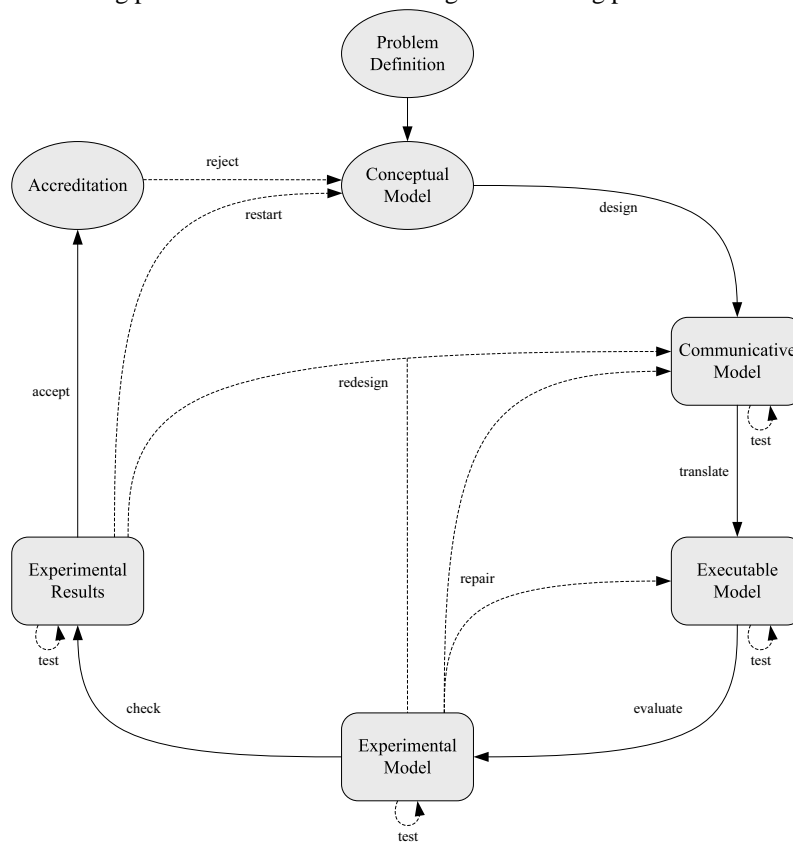 Problem
Definition
Accreditation
reject
Conceptual
Model
restart
design
Communicative
Model
redesign
accept
test
translate
Experimental
Results
repair
Executable
Model
test
test
check
evaluate
Experimental
Model
test